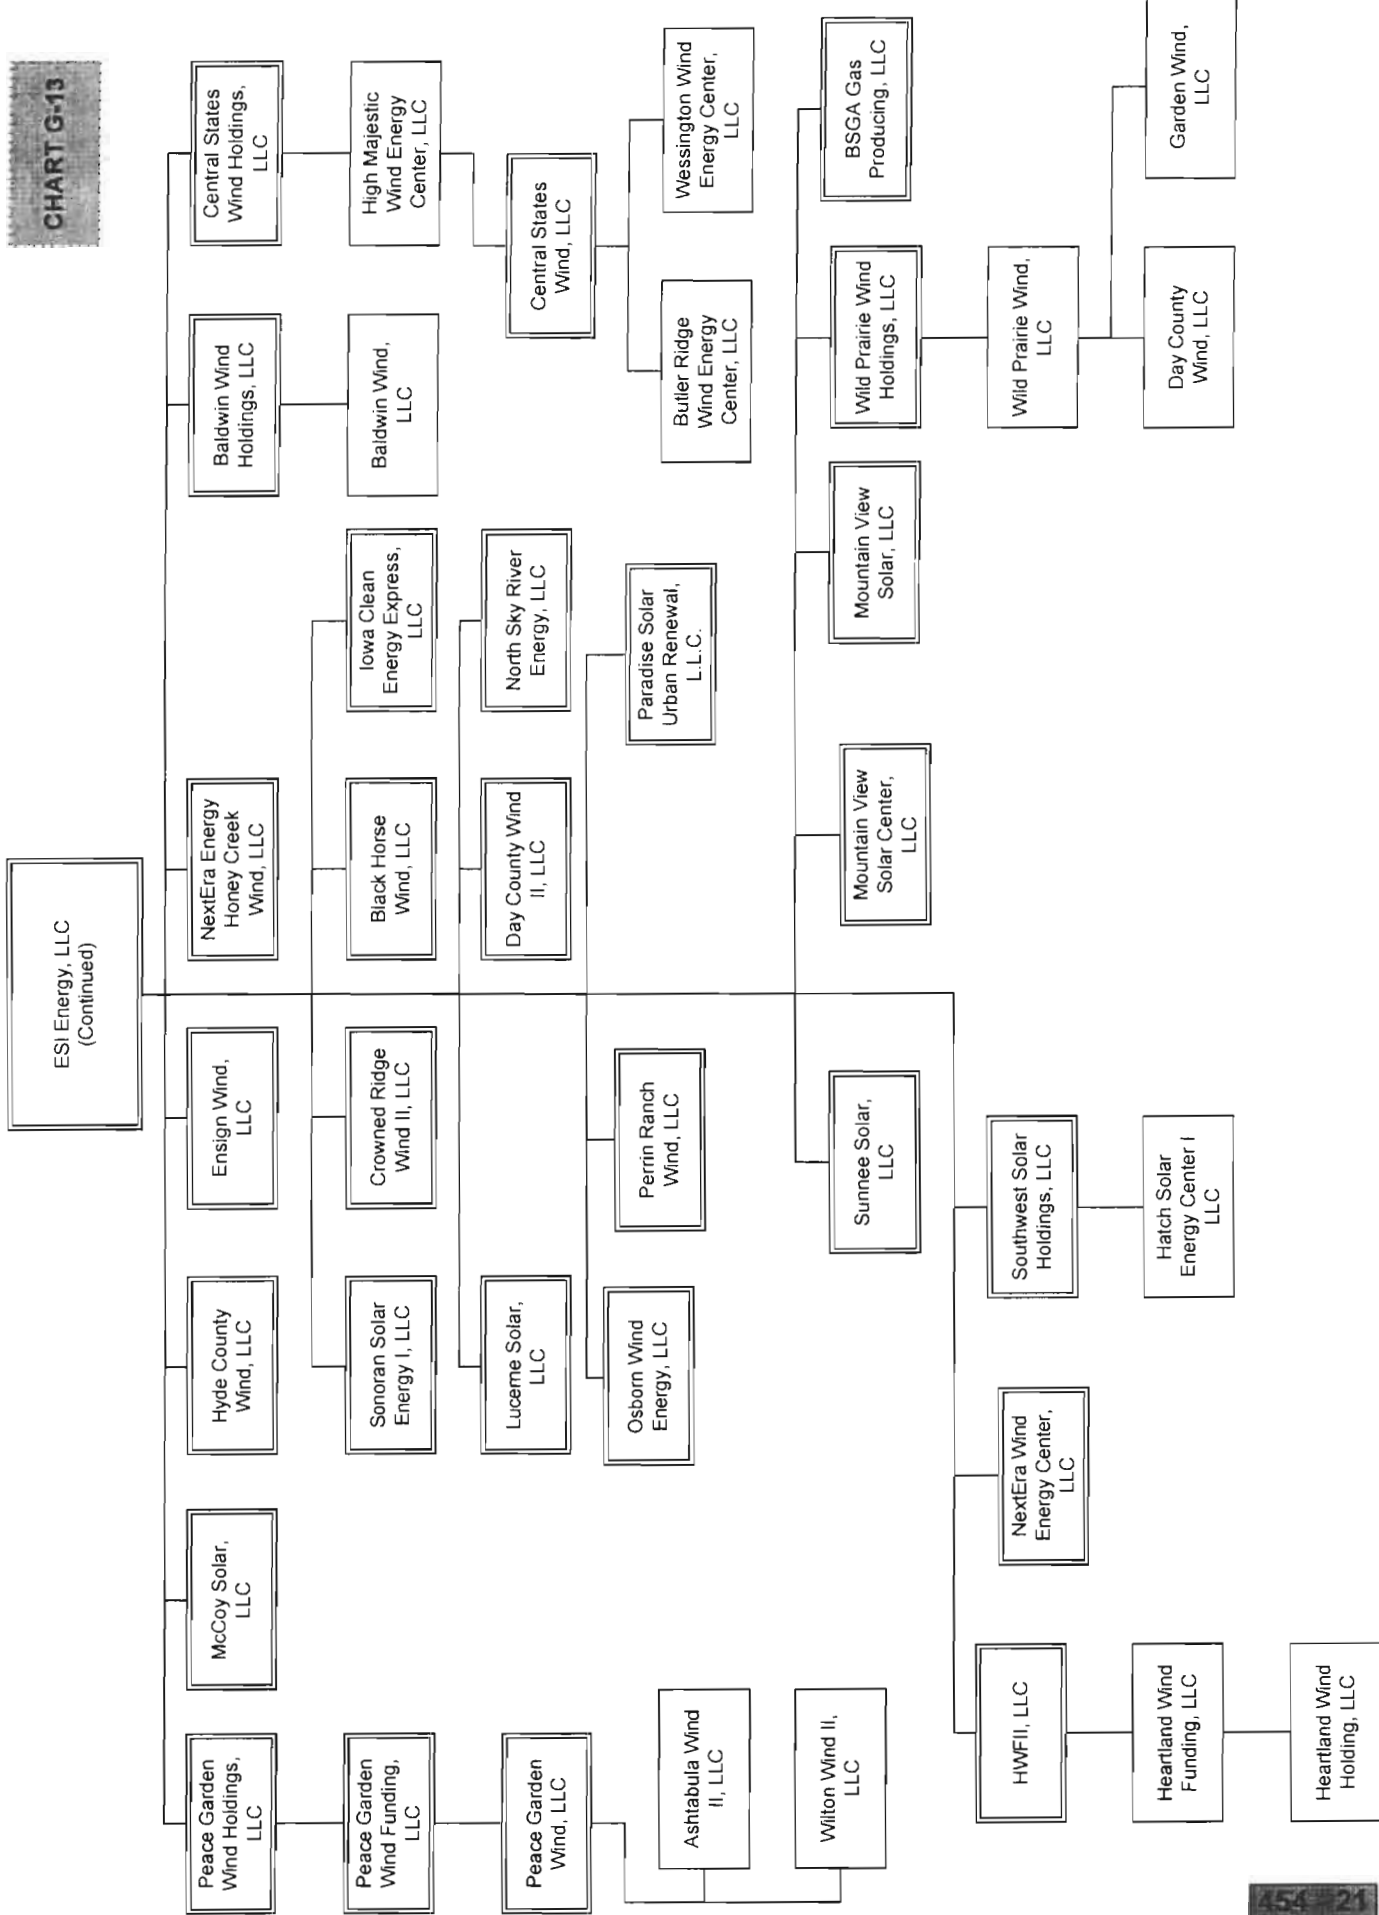 CHART G-13
ESI Energy, LLC
(Continued)
Peace Garden
Wind Holdings,
LLC
McCoy Solar,
LLC
Hyde County
Wind, LLC
Ensign Wind,
LLC
NextEra Energy
Honey Creek
Wind, LLC
Baldwin Wind
Holdings, LLC
Central States
Wind Holdings,
LLC
Peace Garden
Wind Funding,
LLC
Sonoran Solar
Energy I, LLC
Crowned Ridge
Wind II, LLC
Black Horse
Wind, LLC
Iowa Clean
Energy Express,
LLC
Baldwin Wind,
LLC
High Majestic
Wind Energy
Center, LLC
Peace Garden
Wind, LLC
Lucerne Solar,
LLC
Day County Wind
II, LLC
North Sky River
Energy, LLC
Central States
Wind, LLC
Ashtabula Wind
II, LLC
Osborn Wind
Energy, LLC
Perrin Ranch
Wind, LLC
Paradise Solar
Urban Renewal,
L.L.C.
Butler Ridge
Wind Energy
Center, LLC
Wessington Wind
Energy Center,
LLC
Wilton Wind II,
LLC
Sunnee Solar,
LLC
Mountain View
Solar Center,
LLC
Mountain View
Solar, LLC
Wild Prairie Wind
Holdings, LLC
BSGA Gas
Producing, LLC
HWFII, LLC
NextEra Wind
Energy Center,
LLC
Southwest Solar
Holdings, LLC
Wild Prairie Wind,
LLC
Heartland Wind
Funding, LLC
Hatch Solar
Energy Center I
LLC
Day County
Wind, LLC
Garden Wind,
LLC
Heartland Wind
Holding, LLC
454 - 21